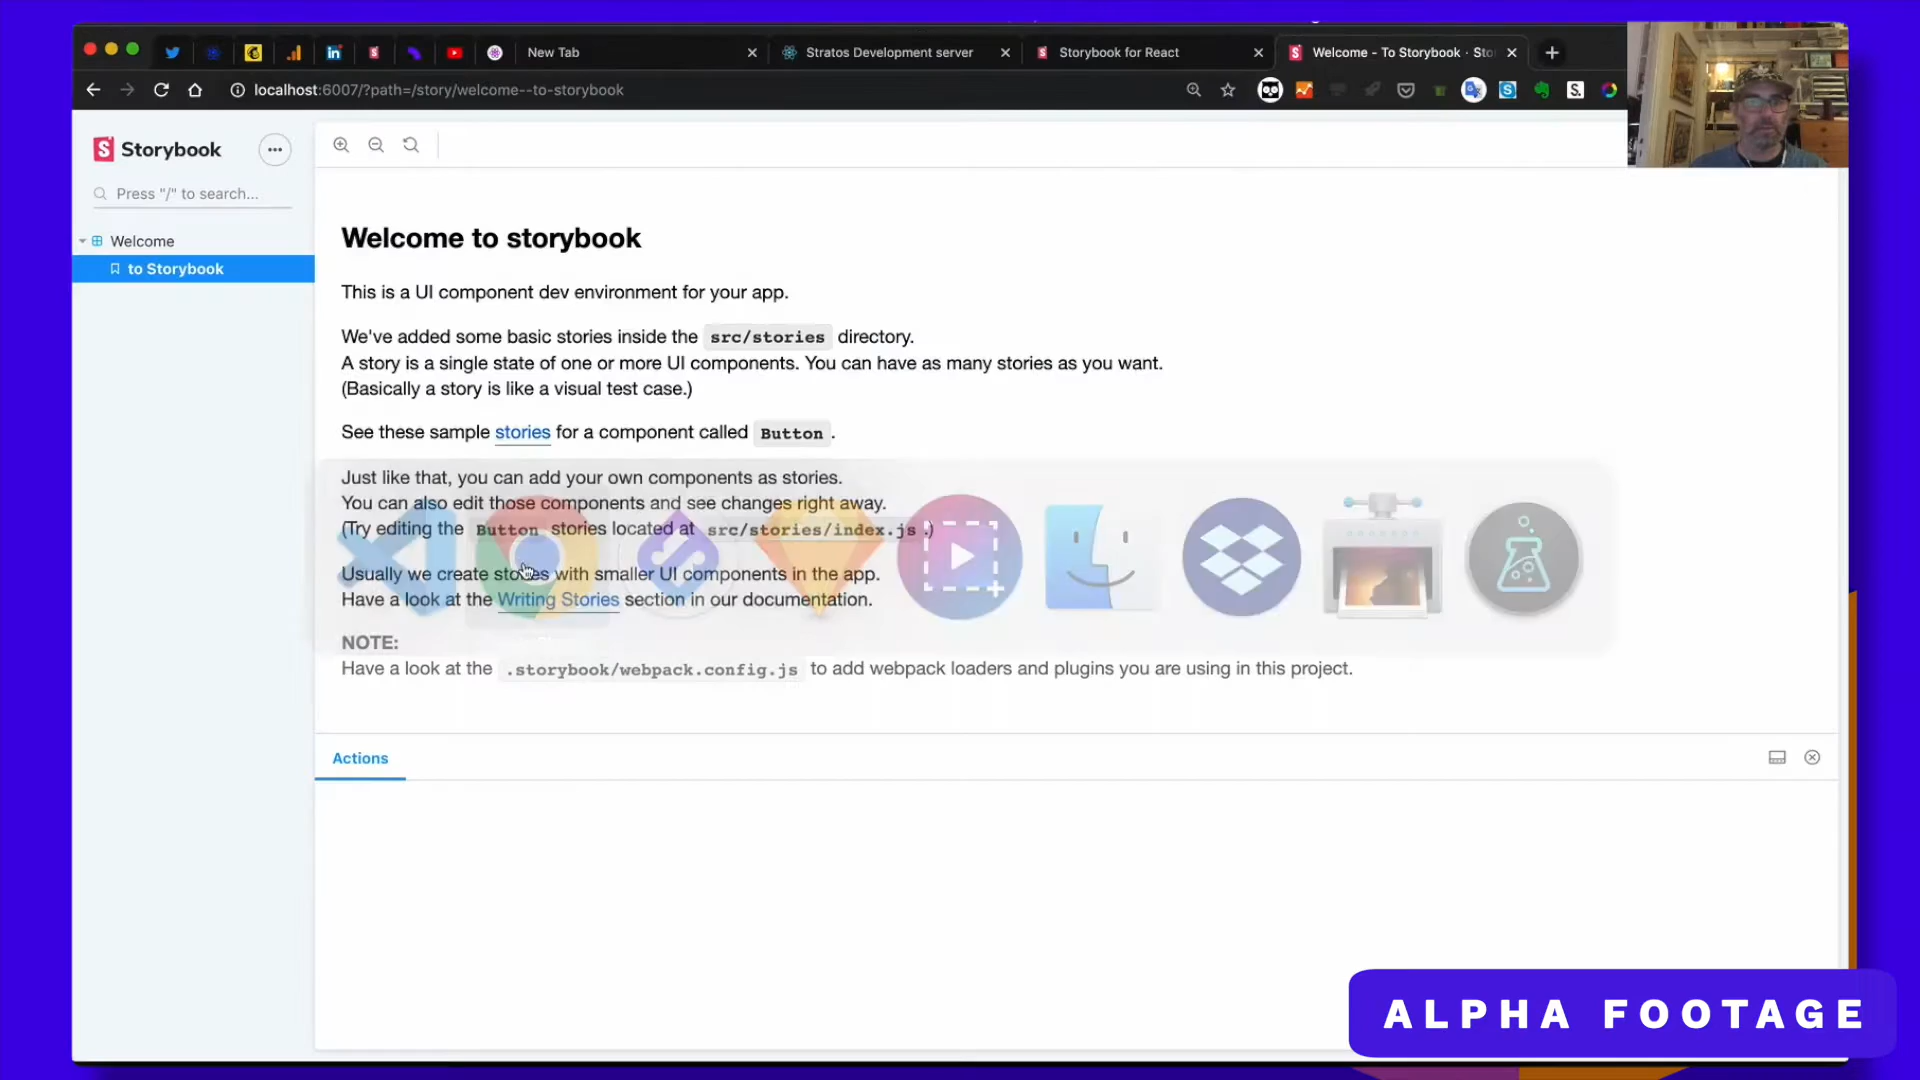 New Tab
Stratos Development server
Storybook for React
Welcome - To Storybook · Sto
localhost:6007/?path=/story/welcome--to-storybook
S Storybook
Press "/" to search...
Welcome
to Storybook
Welcome to storybook
This is a UI component dev environment for your app.
We've added some basic stories inside the src/stories directory.
A story is a single state of one or more UI components. You can have as many stories as you want.
(Basically a story is like a visual test case.)
See these sample stories for a component called Button.
Just like that, you can add your own components as stories.
You can also edit those components and see changes right away.
(Try editing the Button stories located at src/stories/index.js.)
Usually we create stories with smaller UI components in the app.
Have a look at the Writing Stories section in our documentation.
NOTE:
Have a look at the .storybook/webpack.config.js to add webpack loaders and plugins you are using in this project.
Actions
ALPHA FOOTAGE